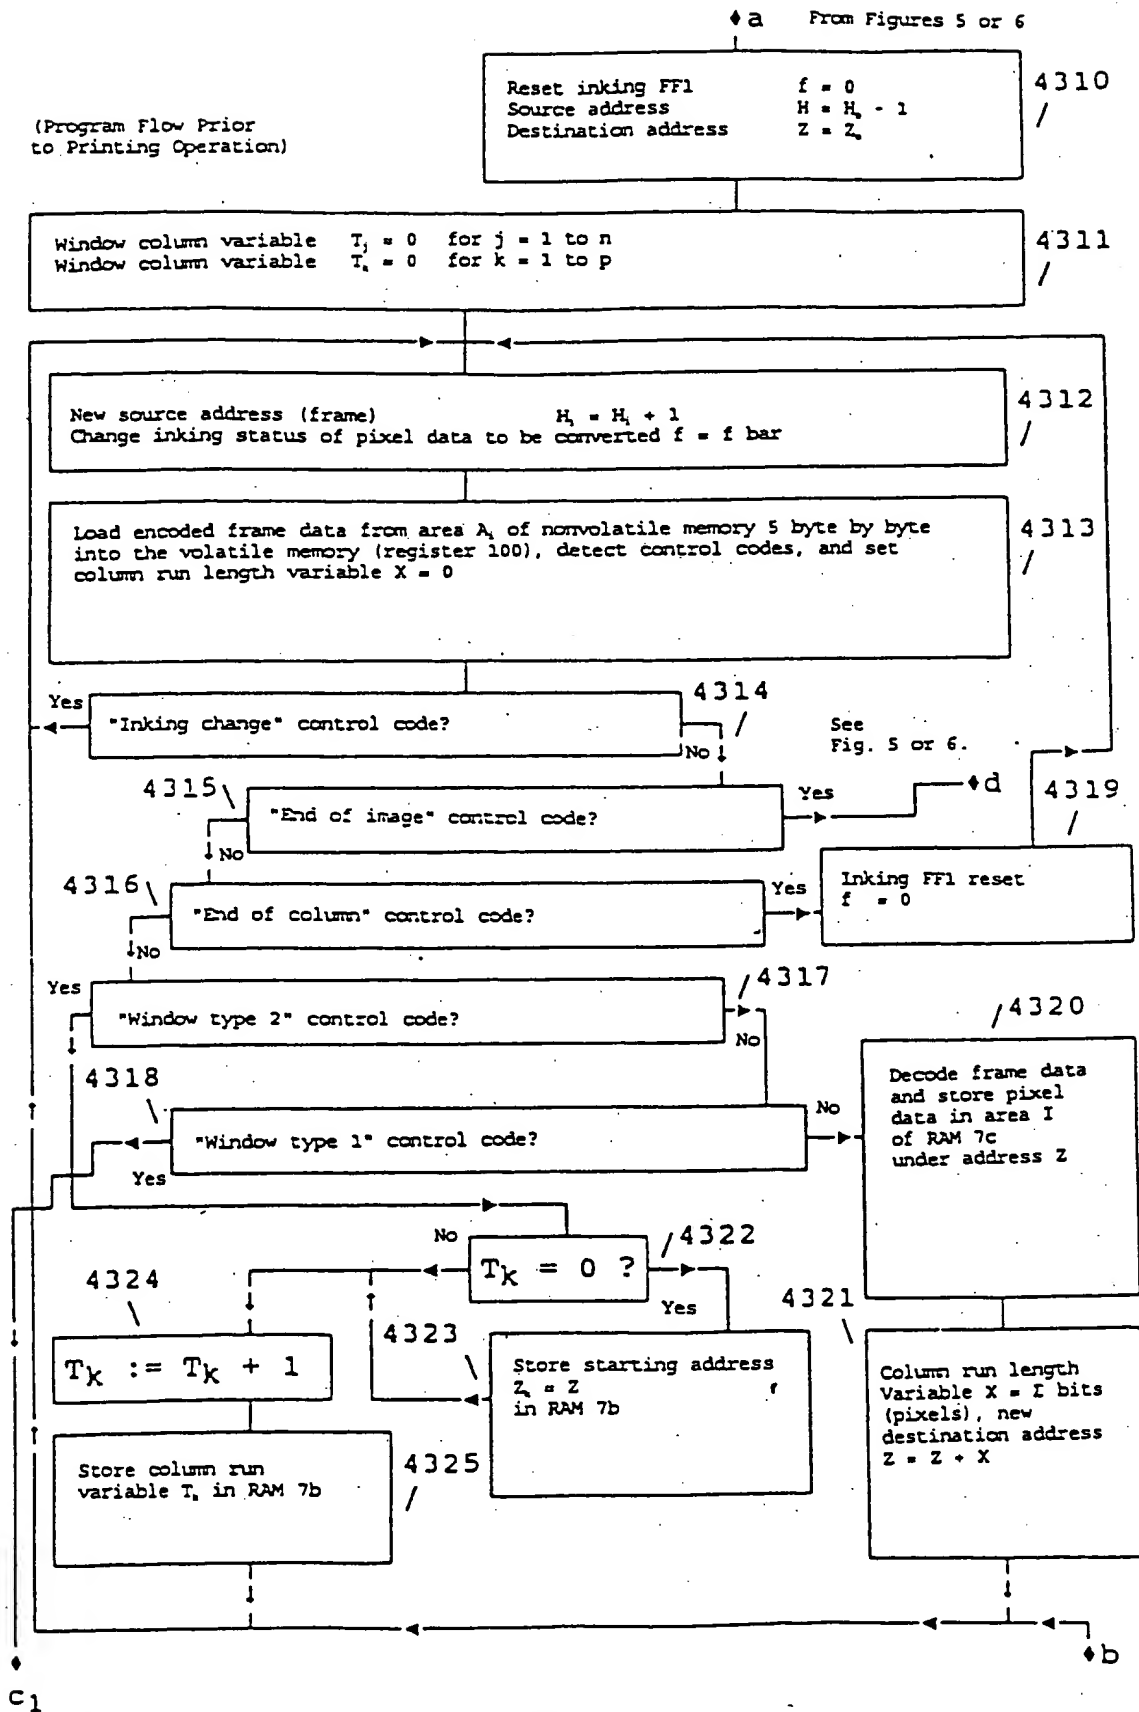 a From Figures 5 or 6
Reset inking FF1 f = 0
Source address H = Hₒ - 1
Destination address Z = Zₒ
4310
(Program Flow Prior
to Printing Operation)
Window column variable Tⱼ = 0 for j = 1 to n
Window column variable Tₖ = 0 for k = 1 to p
4311
New source address (frame) Hᵢ = Hᵢ + 1
Change inking status of pixel data to be converted f = f bar
4312
Load encoded frame data from area Aᵢ of nonvolatile memory 5 byte by byte
into the volatile memory (register 100), detect control codes, and set
column run length variable X = 0
4313
Yes
"Inking change" control code?
4314
No
See
Fig. 5 or 6.
4315
"End of image" control code?
Yes
d
4319
No
4316
"End of column" control code?
Yes
Inking FF1 reset
f = 0
No
Yes
"Window type 2" control code?
4317
No
4320
4318
"Window type 1" control code?
No
Yes
Decode frame data
and store pixel
data in area I
of RAM 7c
under address Z
No
Tk = 0 ?
4322
Yes
4324
Tk := Tk + 1
4323
Store starting address
Zₖ = Z
in RAM 7b
4321
Column run length
Variable X = Σ bits
(pixels), new
destination address
Z = Z + X
Store column run
variable Tₖ in RAM 7b
4325
b
c1